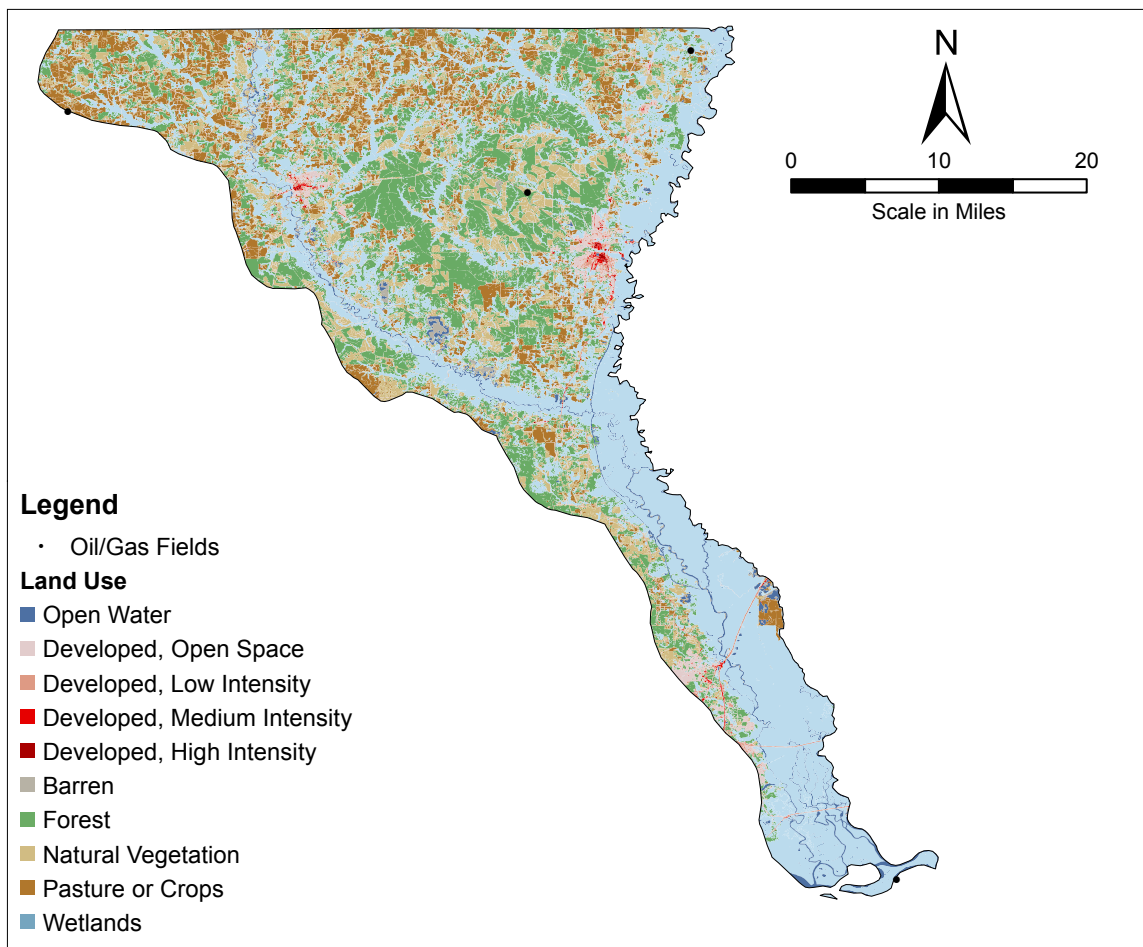 N
0 10 20
Scale in Miles
Legend
Oil/Gas Fields
Land Use
Open Water
Developed, Open Space
Developed, Low Intensity
Developed, Medium Intensity
Developed, High Intensity
Barren
Forest
Natural Vegetation
Pasture or Crops
Wetlands